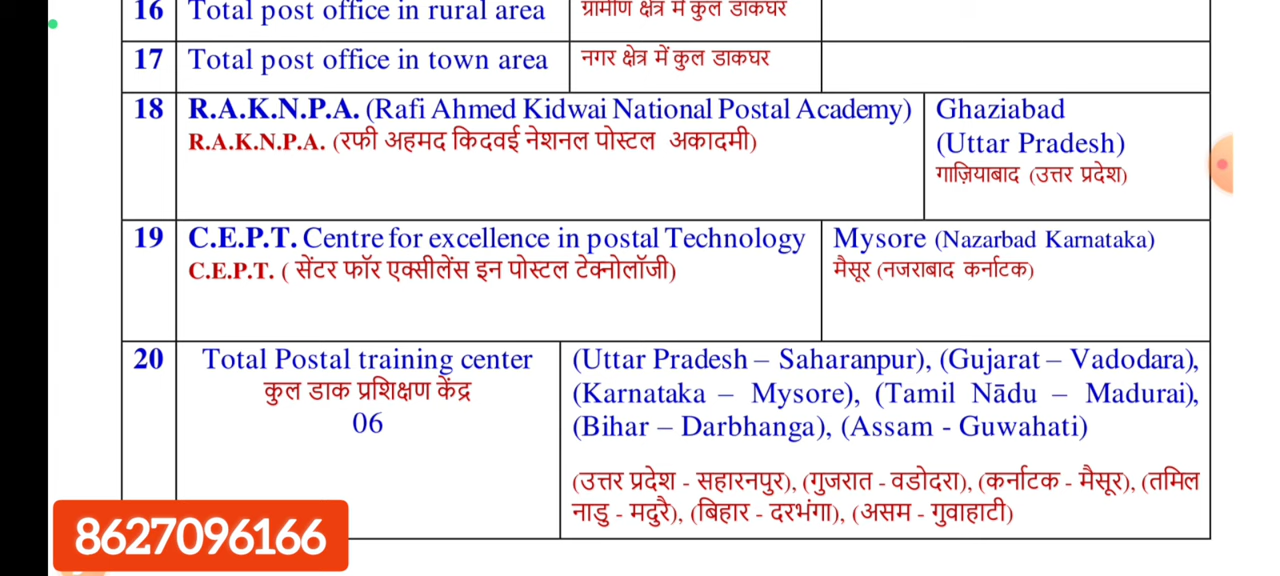 16 Total post office in rural area ग्रामीण क्षेत्र में कुल डाकघर
17 Total post office in town area नगर क्षेत्र में कुल डाकघर
18 R.A.K.N.P.A. (Rafi Ahmed Kidwai National Postal Academy)
R.A.K.N.P.A. (रफी अहमद किदवई नेशनल पोस्टल अकादमी)
Ghaziabad
(Uttar Pradesh)
गाज़ियाबाद (उत्तर प्रदेश)
19 C.E.P.T. Centre for excellence in postal Technology
C.E.P.T. ( सेंटर फॉर एक्सीलेंस इन पोस्टल टेक्नोलॉजी)
Mysore (Nazarbad Karnataka)
मैसूर (नजराबाद कर्नाटक)
20 Total Postal training center
कुल डाक प्रशिक्षण केंद्र
06
(Uttar Pradesh – Saharanpur), (Gujarat – Vadodara),
(Karnataka – Mysore), (Tamil Nādu – Madurai),
(Bihar – Darbhanga), (Assam - Guwahati)
(उत्तर प्रदेश - सहारनपुर), (गुजरात - वडोदरा), (कर्नाटक - मैसूर), (तमिल
नाडु - मदुरै), (बिहार - दरभंगा), (असम - गुवाहाटी)
8627096166